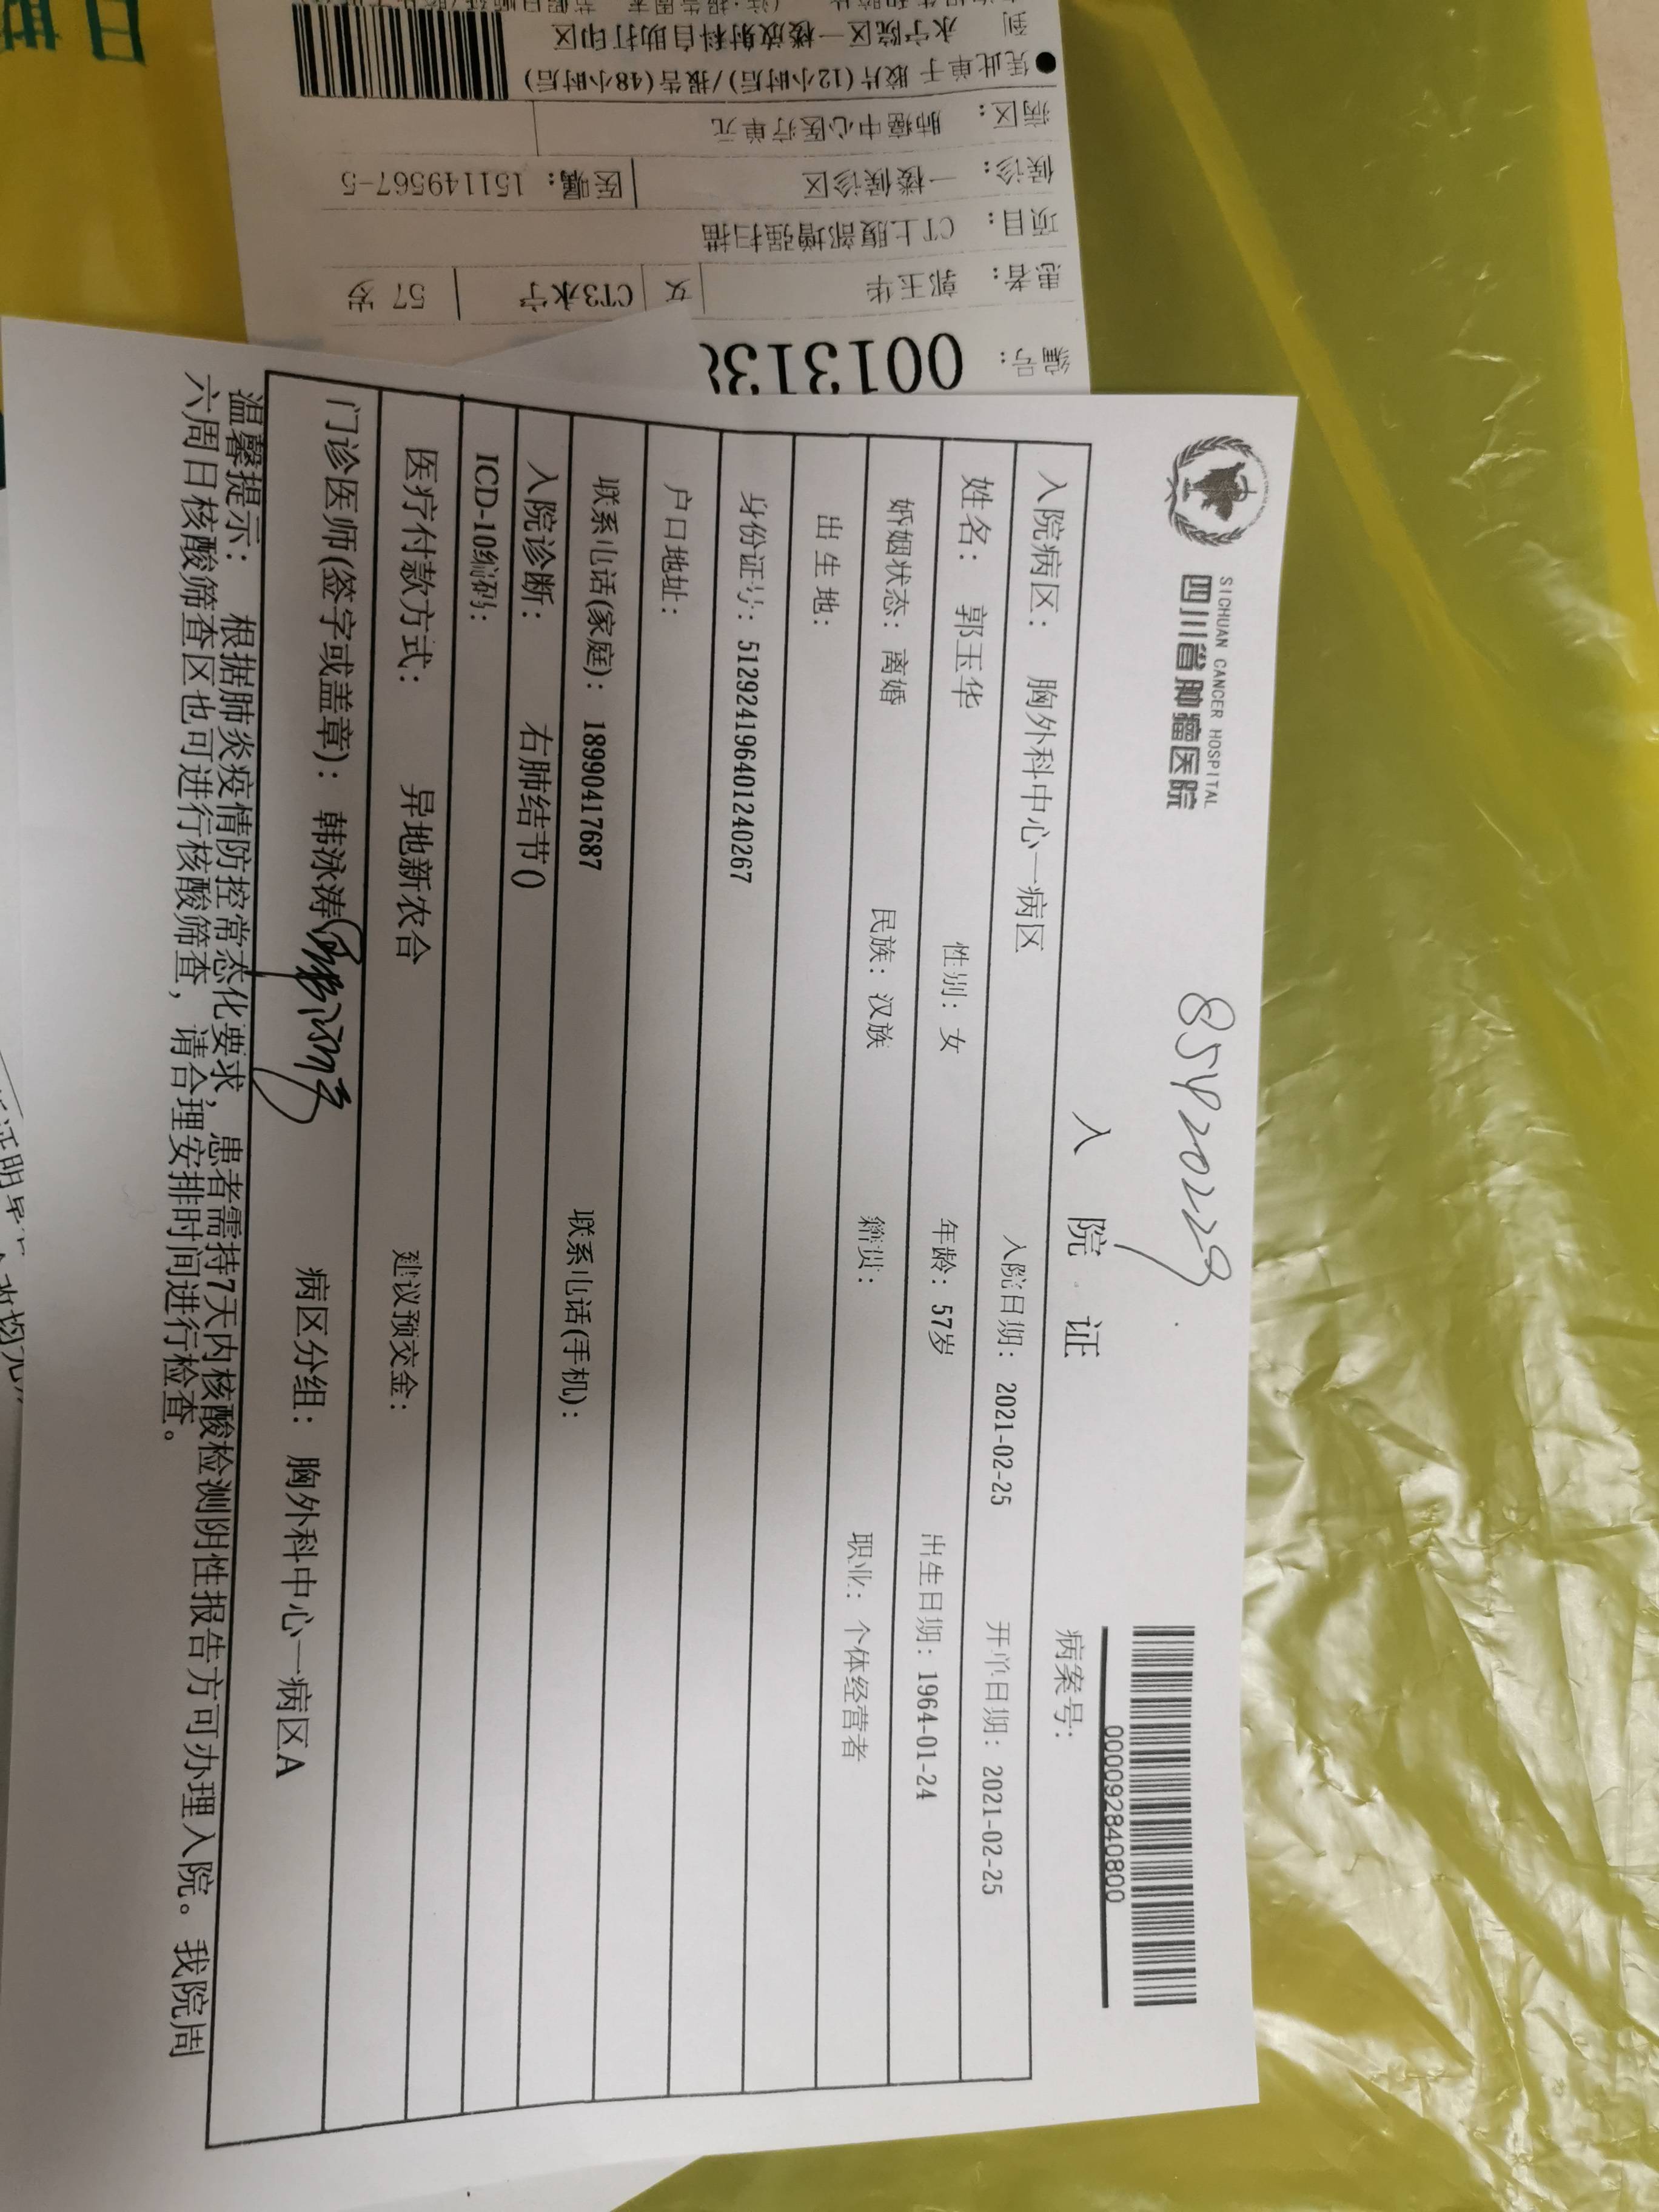 SICHUAN CANCER HOSPITAL
四川省肿瘤医院
85420229
000092840800
入 院 证
病案号：
入院病区： 胸外科中心一病区 入院日期： 2021-02-25 开单日期： 2021-02-25
姓名： 郭玉华 性别： 女 年龄： 57岁 出生日期： 1964-01-24
婚姻状态： 离婚 民族： 汉族 籍贯： 职业： 个体经营者
出 生 地：
身份证号： 512924196401240267
户口地址：
联系电话(家庭)： 18990417687 联系电话(手机)：
入院诊断： 右肺结节()
ICD-10编码：
医疗付款方式： 异地新农合 建议预交金：
门诊医师(签字或盖章)： 韩泳涛 病区分组： 胸外科中心一病区A
温馨提示： 根据肺炎疫情防控常态化要求，患者需持7天内核酸检测阴性报告方可办理入院。我院周
六周日核酸筛查区也可进行核酸筛查，请合理安排时间进行检查。
编号： 0013138
患者： 郭玉华 女 CT3永宁 57 岁
项目： CT上腹部增强扫描
候诊： 一楼候诊区 医嘱： 151149567-5
病区： 肺癌中心医疗单元
●凭此单于 胶片(12小时后)/报告(48小时后)
到 永宁院区一楼放射科自助打印区